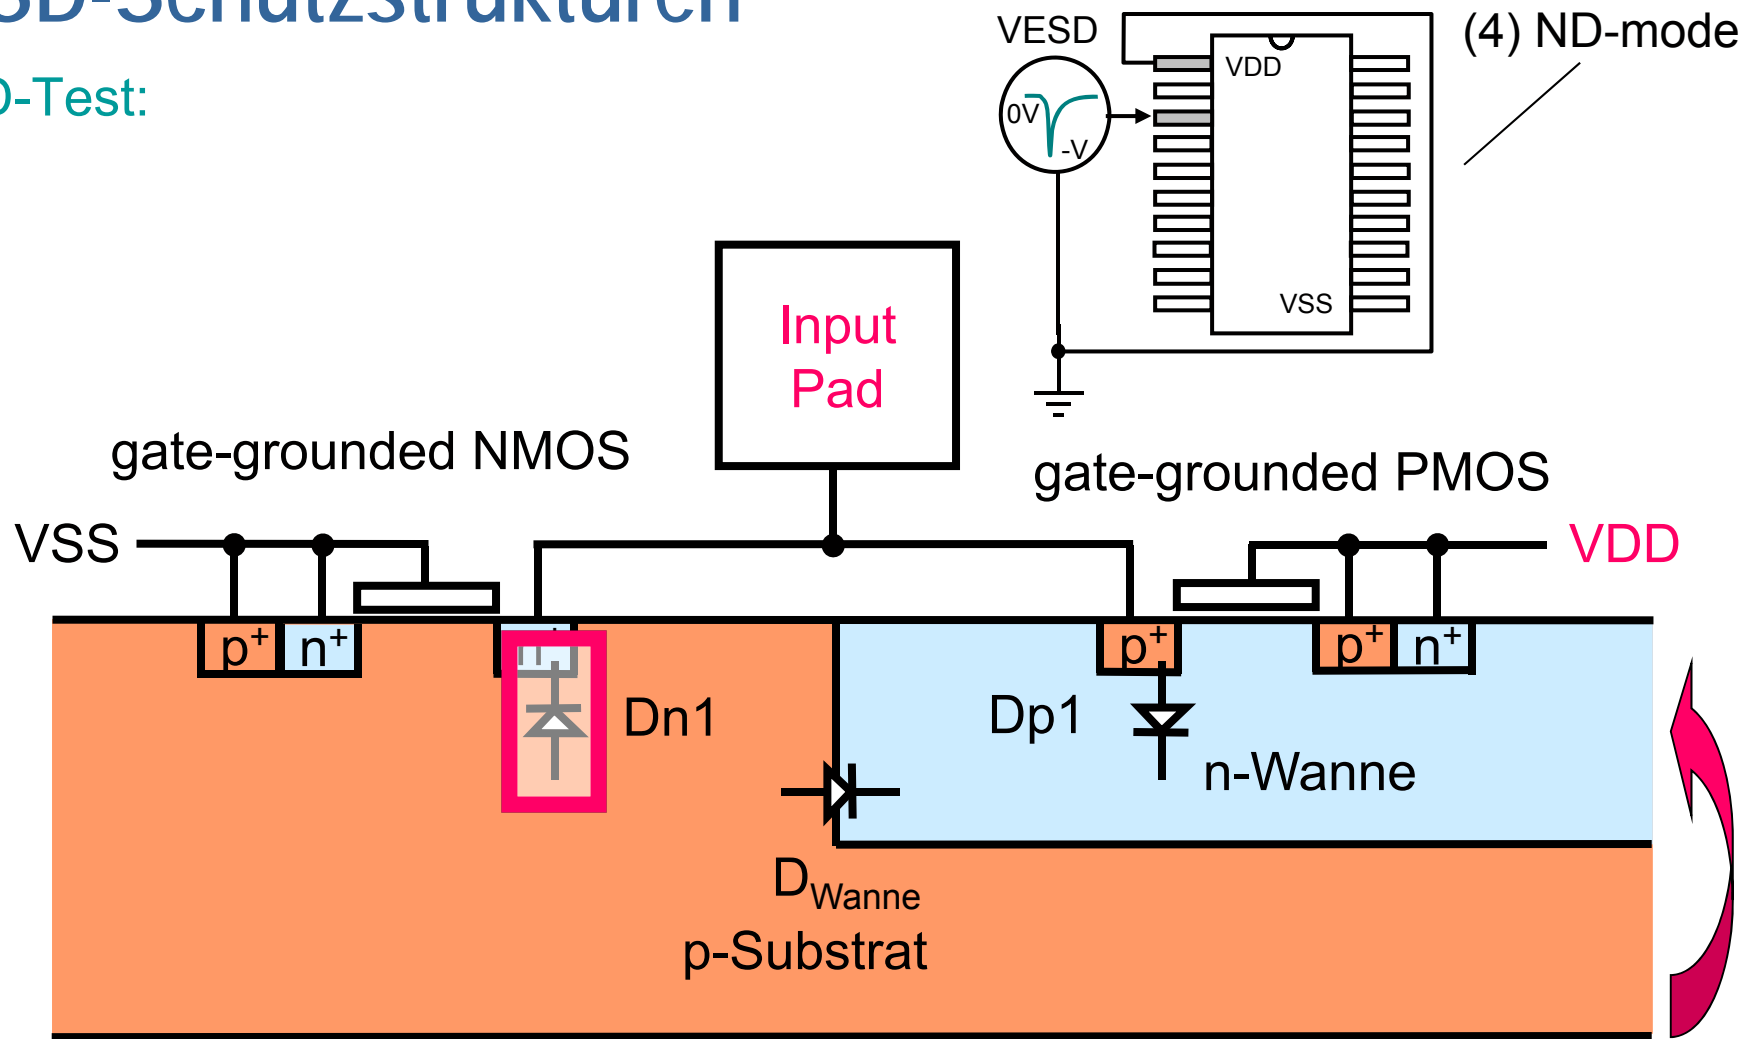 VESD
(4) ND-mode
VDD
0V
-V
VSS
Input
Pad
gate-grounded NMOS
gate-grounded PMOS
VSS
VDD
p+
n+
p+
p+
n+
Dn1
Dp1
n-Wanne
DWanne
p-Substrat